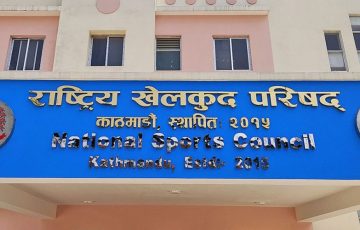 राष्ट्रिय खेलकुद परिषद्
काठमाडौं, स्थापितः २०१५
National Sports Council
Kathmandu, Estd:- 2015